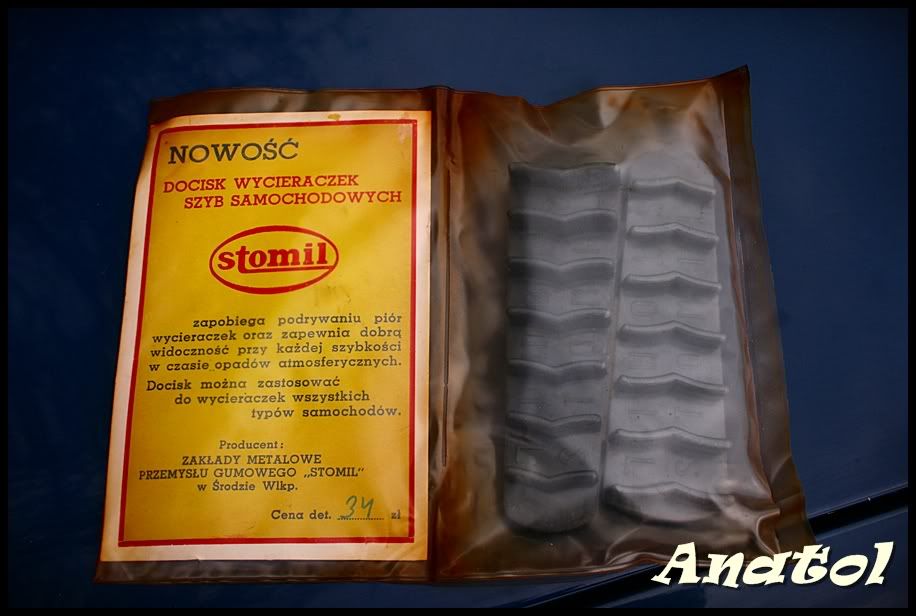 NOWOŚĆ
DOCISK WYCIERACZEK
SZYB SAMOCHODOWYCH
stomil
zapobiega podrywaniu piór
wycieraczek oraz zapewnia dobrą
widoczność przy każdej szybkości
w czasie opadów atmosferycznych.
Docisk można zastosować
do wycieraczek wszystkich
typów samochodów.
Producent:
ZAKŁADY METALOWE
PRZEMYSŁU GUMOWEGO „STOMIL”
w Środzie Wlkp.
Cena det. 34 zł
Anatol